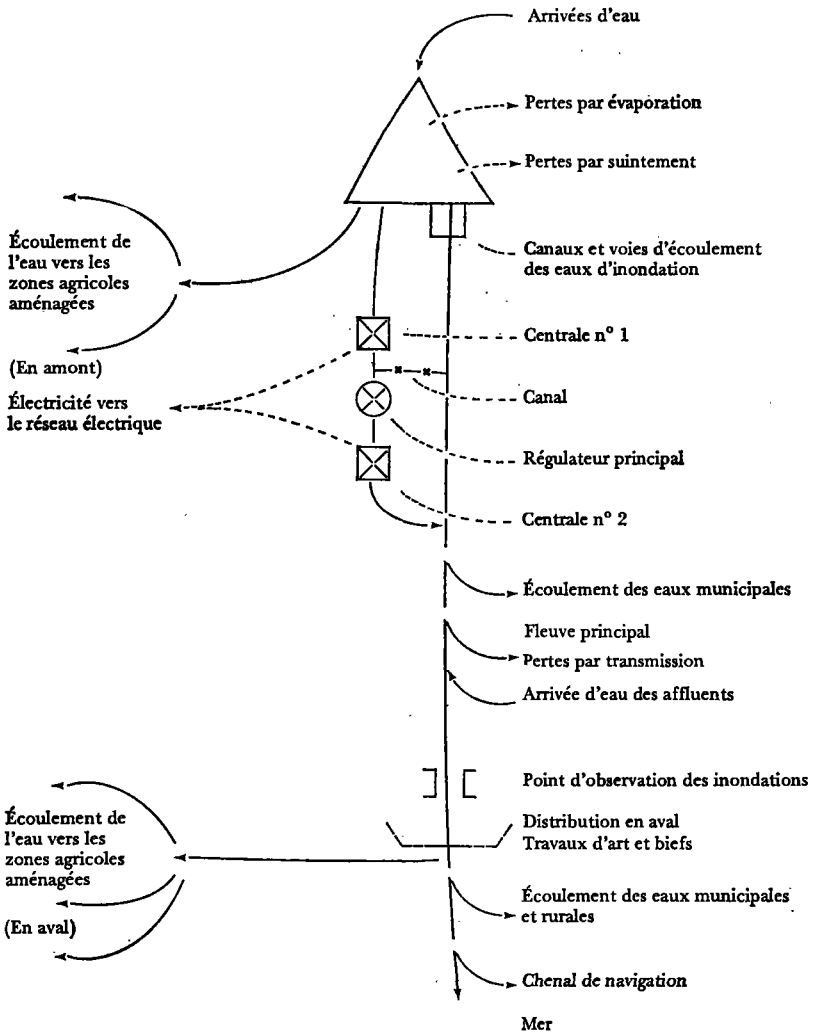 Arrivées d'eau
Pertes par évaporation
Pertes par suintement
Canaux et voies d'écoulement
des eaux d'inondation
Écoulement de
l'eau vers les
zones agricoles
aménagées
(En amont)
Centrale n° 1
Électricité vers
le réseau électrique
Canal
Régulateur principal
Centrale n° 2
Écoulement des eaux municipales
Fleuve principal
Pertes par transmission
Arrivée d'eau des affluents
Point d'observation des inondations
Distribution en aval
Travaux d'art et biefs
Écoulement de
l'eau vers les
zones agricoles
aménagées
(En aval)
Écoulement des eaux municipales
et rurales
Chenal de navigation
Mer